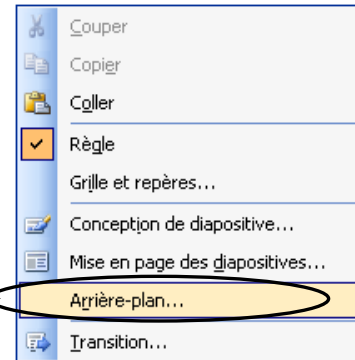 Couper
Copier
Coller
Règle
Grille et repères...
Conception de diapositive...
Mise en page des diapositives...
Arrière-plan...
Transition...